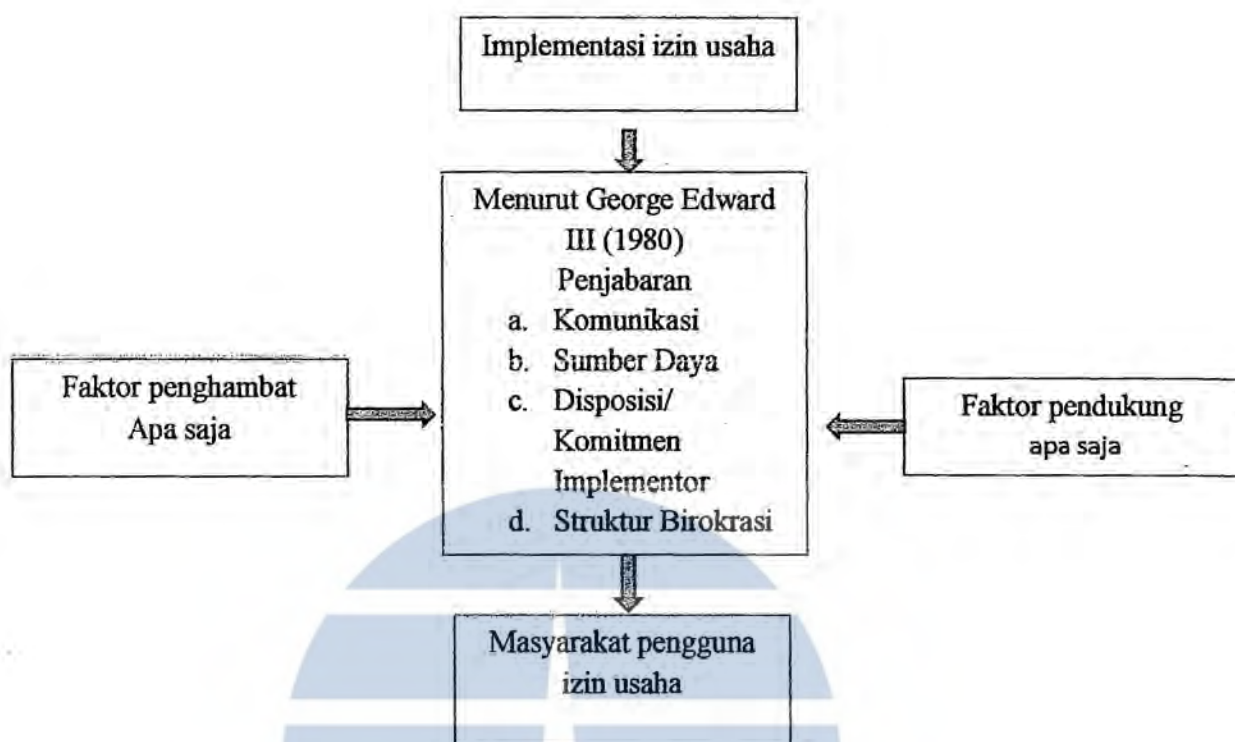 Implementasi izin usaha
Menurut George Edward
III (1980)
Penjabaran
a. Komunikasi
b. Sumber Daya
c. Disposisi/
Komitmen
Implementor
d. Struktur Birokrasi
Faktor penghambat
Apa saja
Faktor pendukung
apa saja
Masyarakat pengguna
izin usaha